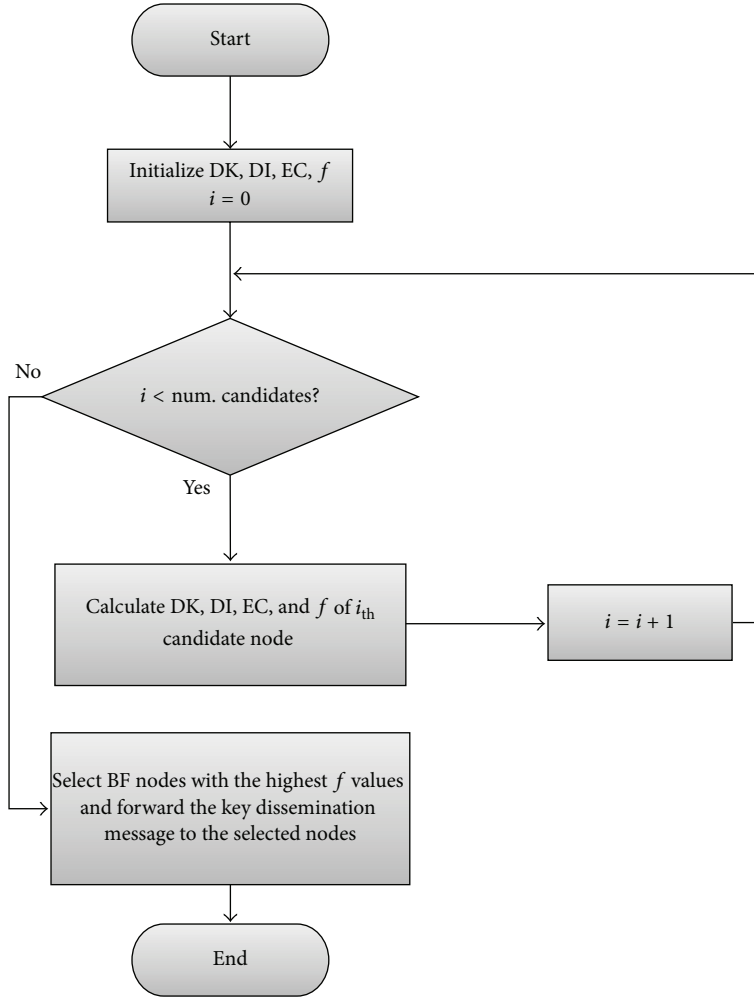 Start
Initialize DK, DI, EC, f
i = 0
No
i < num. candidates?
Yes
Calculate DK, DI, EC, and f of i_th
candidate node
i = i + 1
Select BF nodes with the highest f values
and forward the key dissemination
message to the selected nodes
End